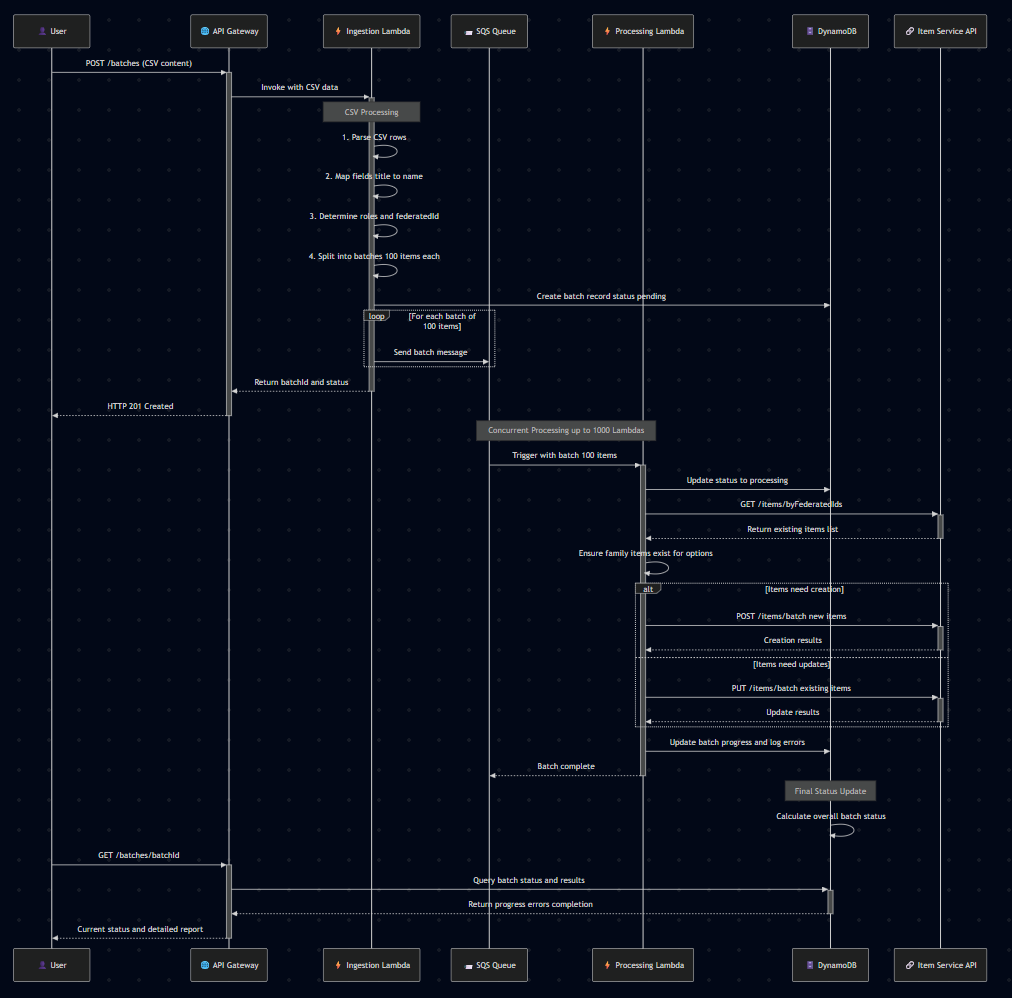 User
API Gateway
Ingestion Lambda
SQS Queue
Processing Lambda
DynamoDB
Item Service API
POST /batches (CSV content)
Invoke with CSV data
CSV Processing
1. Parse CSV rows
2. Map fields title to name
3. Determine roles and federatedId
4. Split into batches 100 items each
Create batch record status pending
loop
[For each batch of
100 items]
Send batch message
Return batchId and status
HTTP 201 Created
Concurrent Processing up to 1000 Lambdas
Trigger with batch 100 items
Update status to processing
GET /items/byFederatedIds
Return existing items list
Ensure family items exist for options
alt
[Items need creation]
POST /items/batch new items
Creation results
[Items need updates]
PUT /items/batch existing items
Update results
Update batch progress and log errors
Batch complete
Final Status Update
Calculate overall batch status
GET /batches/batchId
Query batch status and results
Return progress errors completion
Current status and detailed report
User
API Gateway
Ingestion Lambda
SQS Queue
Processing Lambda
DynamoDB
Item Service API